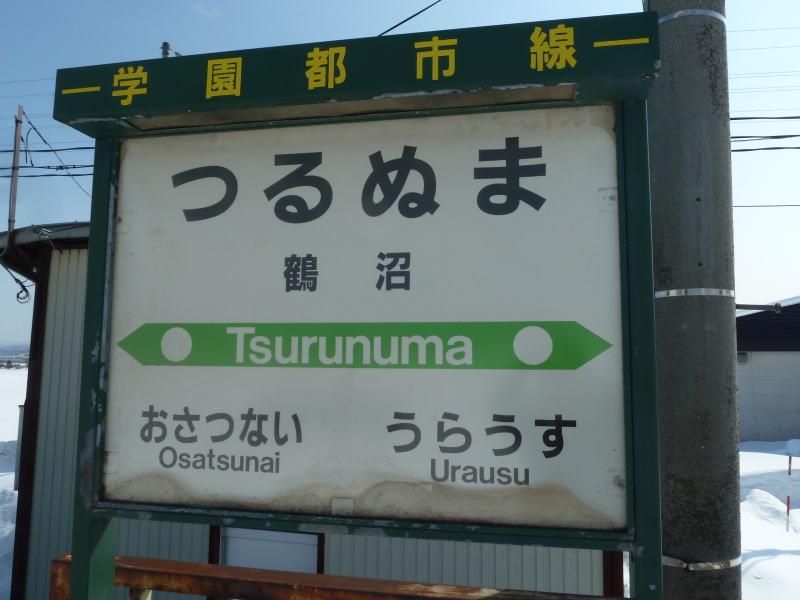 ー学園都市線ー
つるぬま
鶴沼
Tsurunuma
おさつない うらうす
Osatsunai Urausu